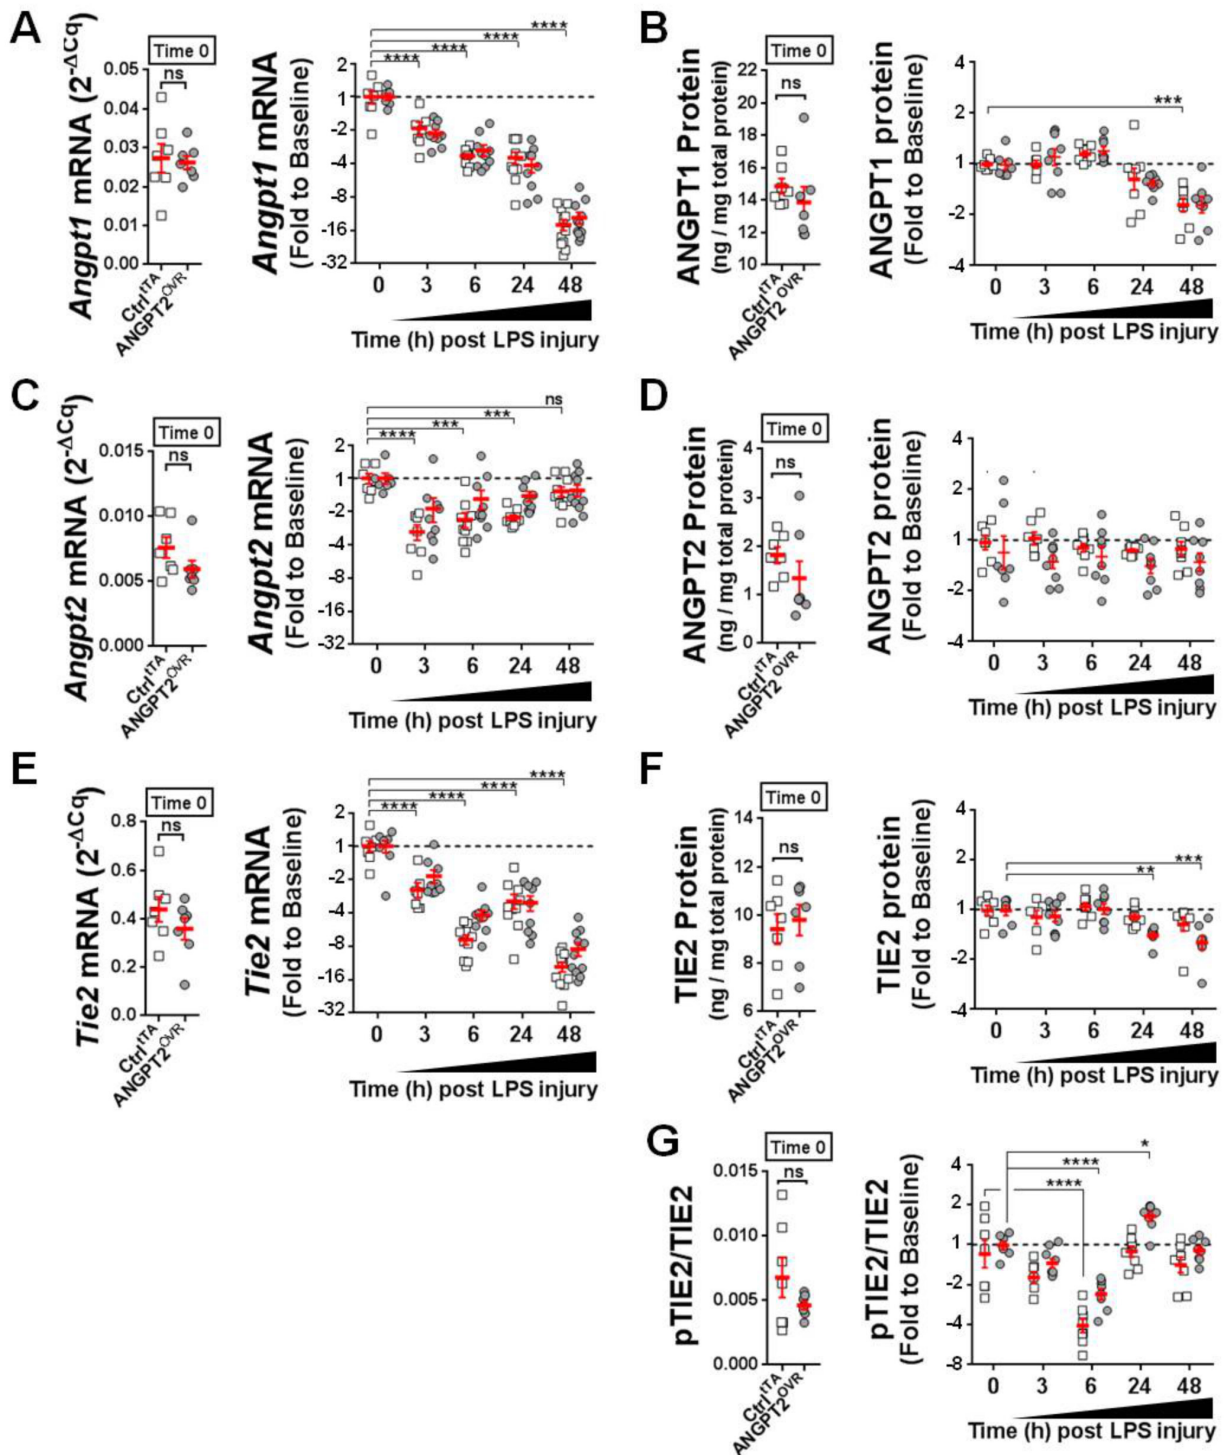 A
Angpt1 mRNA (2^-ΔCq)
Time 0
ns
0.05
0.04
0.03
0.02
0.01
0.00
Ctrl^tTA
ANGPT2^OVR
Angpt1 mRNA
(Fold to Baseline)
****
****
****
****
2
1
-2
-4
-8
-16
-32
0 3 6 24 48
Time (h) post LPS injury
B
ANGPT1 Protein
(ng / mg total protein)
Time 0
ns
22
20
18
16
14
12
10
Ctrl^tTA
ANGPT2^OVR
ANGPT1 protein
(Fold to Baseline)
***
4
2
1
-2
-4
0 3 6 24 48
Time (h) post LPS injury
C
Angpt2 mRNA (2^-ΔCq)
Time 0
ns
0.015
0.010
0.005
0.000
Ctrl^tTA
ANGPT2^OVR
Angpt2 mRNA
(Fold to Baseline)
ns
***
***
****
2
1
-2
-4
-8
-16
-32
0 3 6 24 48
Time (h) post LPS injury
D
ANGPT2 Protein
(ng / mg total protein)
Time 0
ns
4
3
2
1
0
Ctrl^tTA
ANGPT2^OVR
ANGPT2 protein
(Fold to Baseline)
4
2
1
-2
-4
0 3 6 24 48
Time (h) post LPS injury
E
Tie2 mRNA (2^-ΔCq)
Time 0
ns
0.8
0.6
0.4
0.2
0.0
Ctrl^tTA
ANGPT2^OVR
Tie2 mRNA
(Fold to Baseline)
****
****
****
****
2
1
-2
-4
-8
-16
-32
0 3 6 24 48
Time (h) post LPS injury
F
TIE2 Protein
(ng / mg total protein)
Time 0
ns
14
12
10
8
6
Ctrl^tTA
ANGPT2^OVR
TIE2 protein
(Fold to Baseline)
***
**
4
2
1
-2
-4
0 3 6 24 48
Time (h) post LPS injury
G
pTIE2/TIE2
Time 0
ns
0.015
0.010
0.005
0.000
Ctrl^tTA
ANGPT2^OVR
pTIE2/TIE2
(Fold to Baseline)
*
****
****
4
2
1
-2
-4
-8
0 3 6 24 48
Time (h) post LPS injury